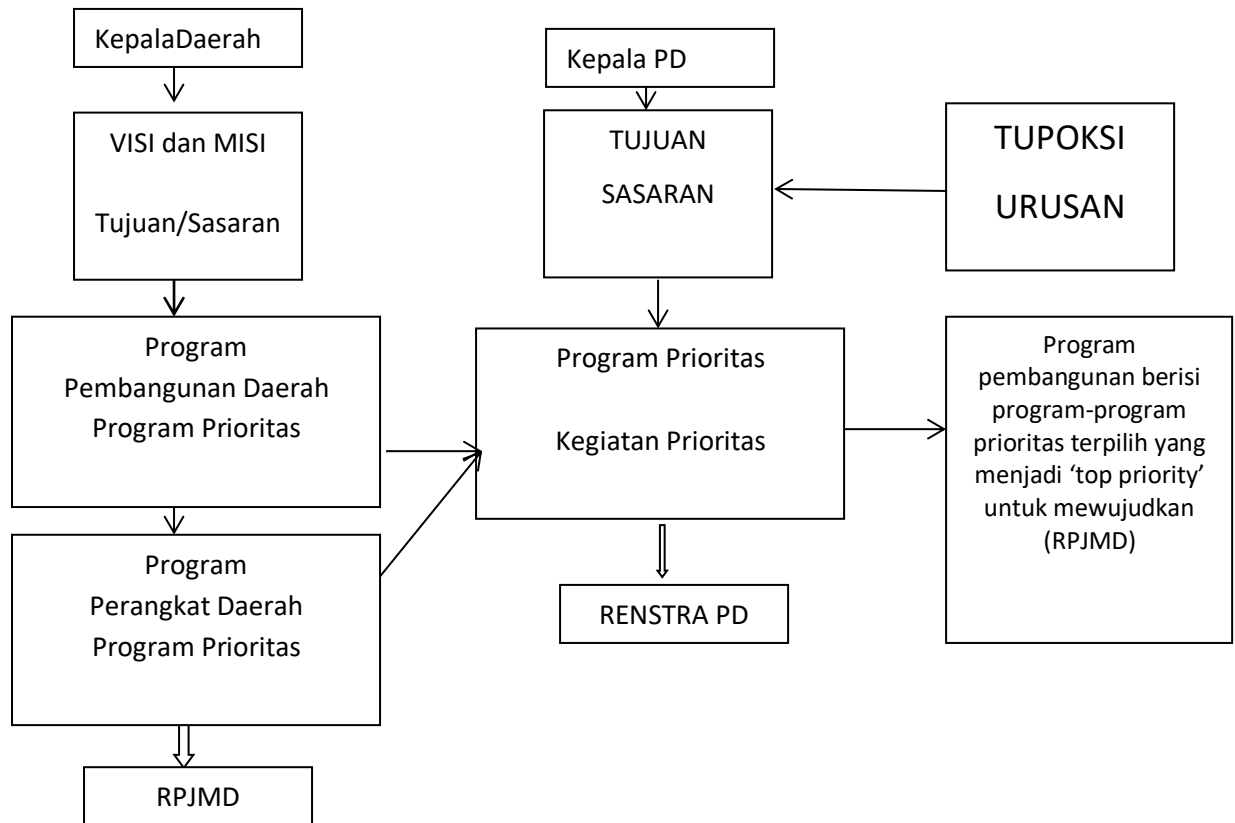 KepalaDaerah
VISI dan MISI
Tujuan/Sasaran
Program
Pembangunan Daerah
Program Prioritas
Program
Perangkat Daerah
Program Prioritas
RPJMD
Kepala PD
TUJUAN
SASARAN
TUPOKSI
URUSAN
Program Prioritas
Kegiatan Prioritas
RENSTRA PD
Program
pembangunan berisi
program-program
prioritas terpilih yang
menjadi ‘top priority’
untuk mewujudkan
(RPJMD)